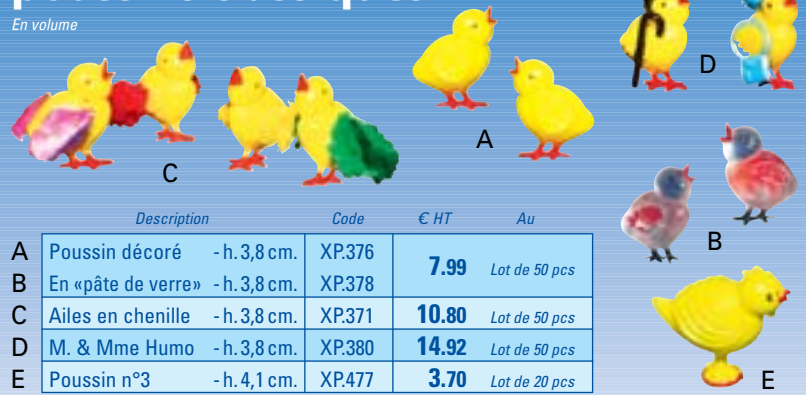 En volume
D
A
C
B
E
Description Code € HT Au
A Poussin décoré - h. 3,8 cm. XP.376 7.99 Lot de 50 pcs
B En «pâte de verre» - h. 3,8 cm. XP.378
C Ailes en chenille - h. 3,8 cm. XP.371 10.80 Lot de 50 pcs
D M. & Mme Humo - h. 3,8 cm. XP.380 14.92 Lot de 50 pcs
E Poussin n°3 - h. 4,1 cm. XP.477 3.70 Lot de 20 pcs